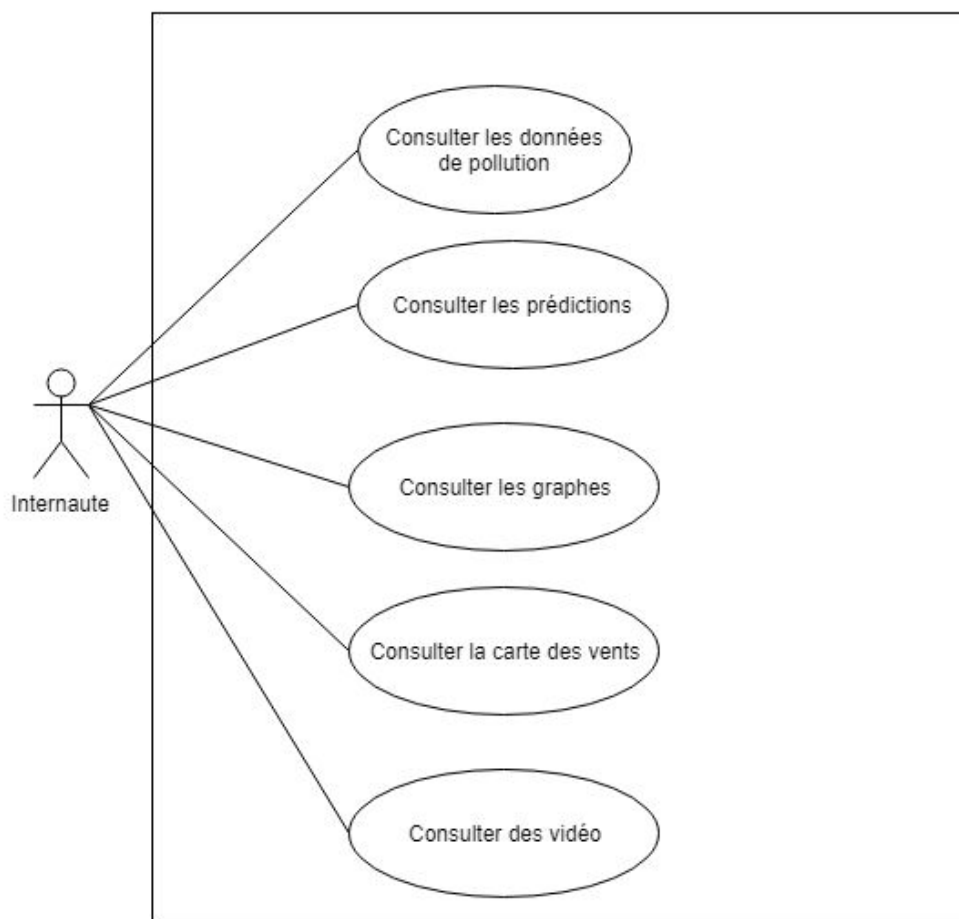 Consulter les données
de pollution
Consulter les prédictions
Internaute
Consulter les graphes
Consulter la carte des vents
Consulter des vidéo